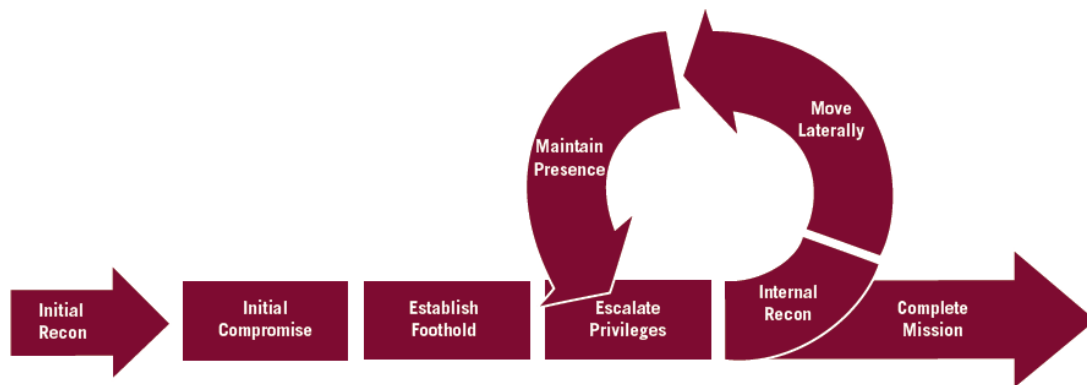 Initial
Recon
Initial
Compromise
Establish
Foothold
Escalate
Privileges
Internal
Recon
Move
Laterally
Maintain
Presence
Complete
Mission